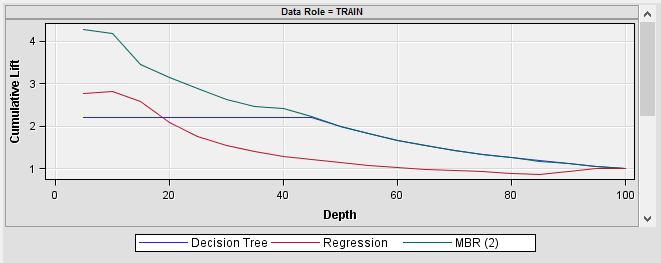 Data Role = TRAIN
Cumulative Lift
4
3
2
1
0 20 40 60 80 100
Depth
Decision Tree Regression MBR (2)